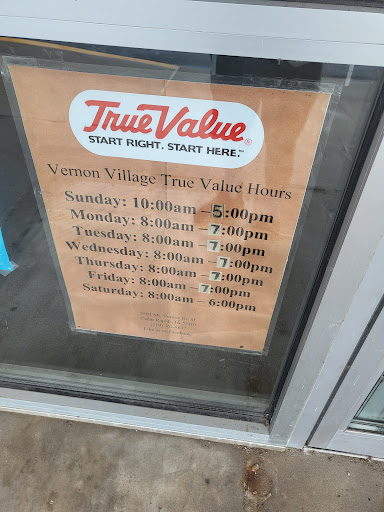 True Value®
START RIGHT. START HERE.™
Vernon Village True Value Hours
Sunday: 10:00am – 5:00pm
Monday: 8:00am – 7:00pm
Tuesday: 8:00am – 7:00pm
Wednesday: 8:00am – 7:00pm
Thursday: 8:00am – 7:00pm
Friday: 8:00am – 7:00pm
Saturday: 8:00am – 6:00pm